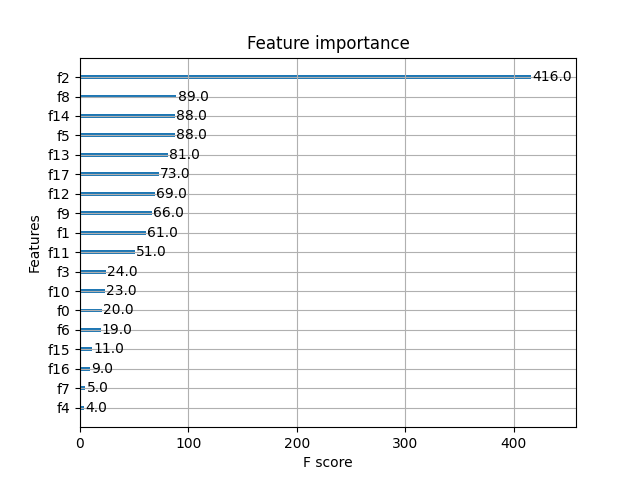 Feature importance
f2 416.0
f8 89.0
f14 88.0
f5 88.0
f13 81.0
f17 73.0
f12 69.0
f9 66.0
f1 61.0
f11 51.0
f3 24.0
f10 23.0
f0 20.0
f6 19.0
f15 11.0
f16 9.0
f7 5.0
f4 4.0
Features
0 100 200 300 400
F score